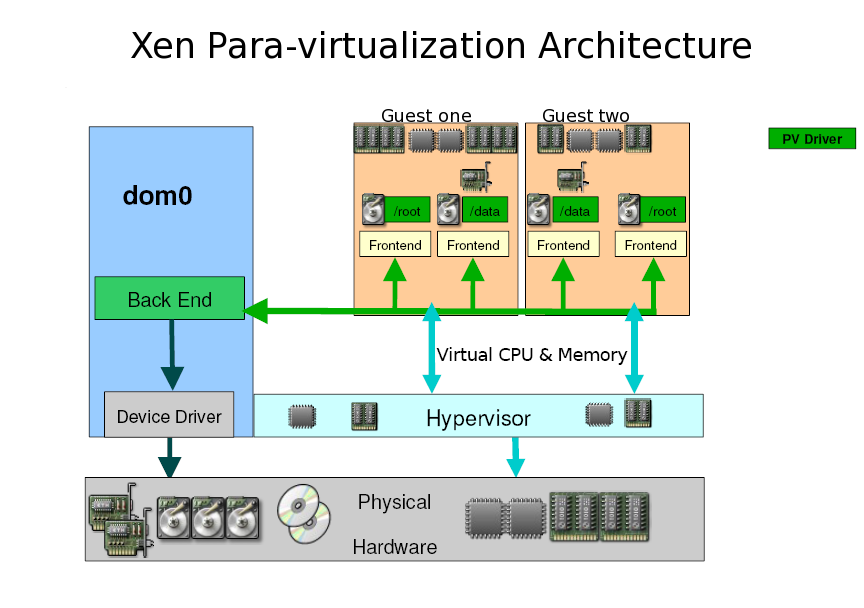 Xen Para-virtualization Architecture
Guest one
Guest two
PV Driver
dom0
/root
/data
/data
/root
Frontend
Frontend
Frontend
Frontend
Back End
Virtual CPU & Memory
Device Driver
Hypervisor
Physical
Hardware